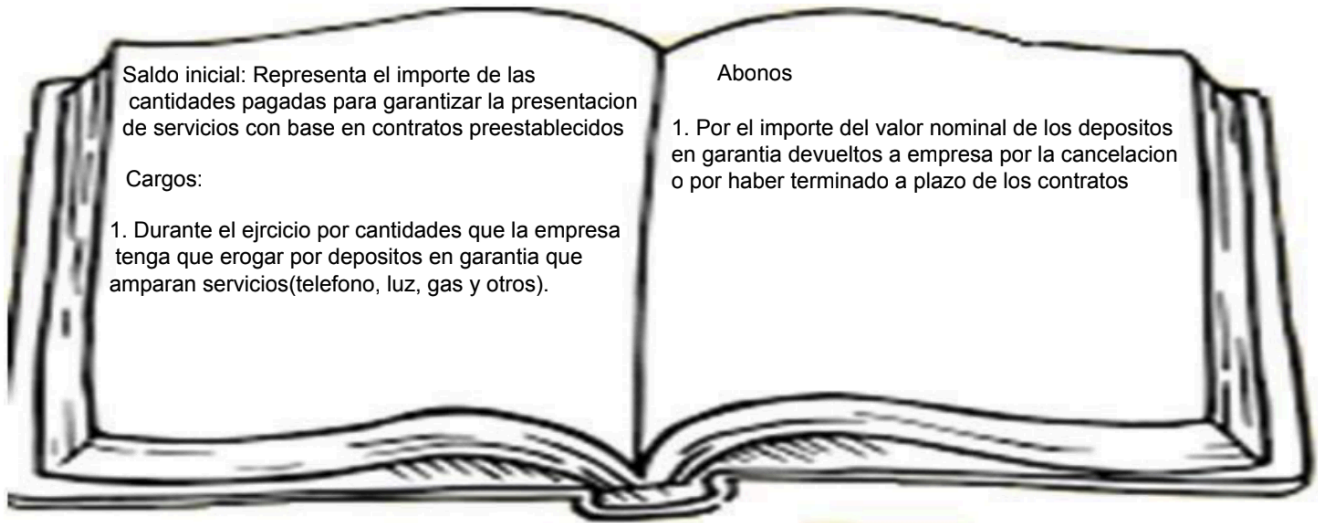 Saldo inicial: Representa el importe de las
cantidades pagadas para garantizar la presentacion
de servicios con base en contratos preestablecidos
Cargos:
1. Durante el ejrcicio por cantidades que la empresa
tenga que erogar por depositos en garantia que
amparan servicios(telefono, luz, gas y otros).
Abonos
1. Por el importe del valor nominal de los depositos
en garantia devueltos a empresa por la cancelacion
o por haber terminado a plazo de los contratos